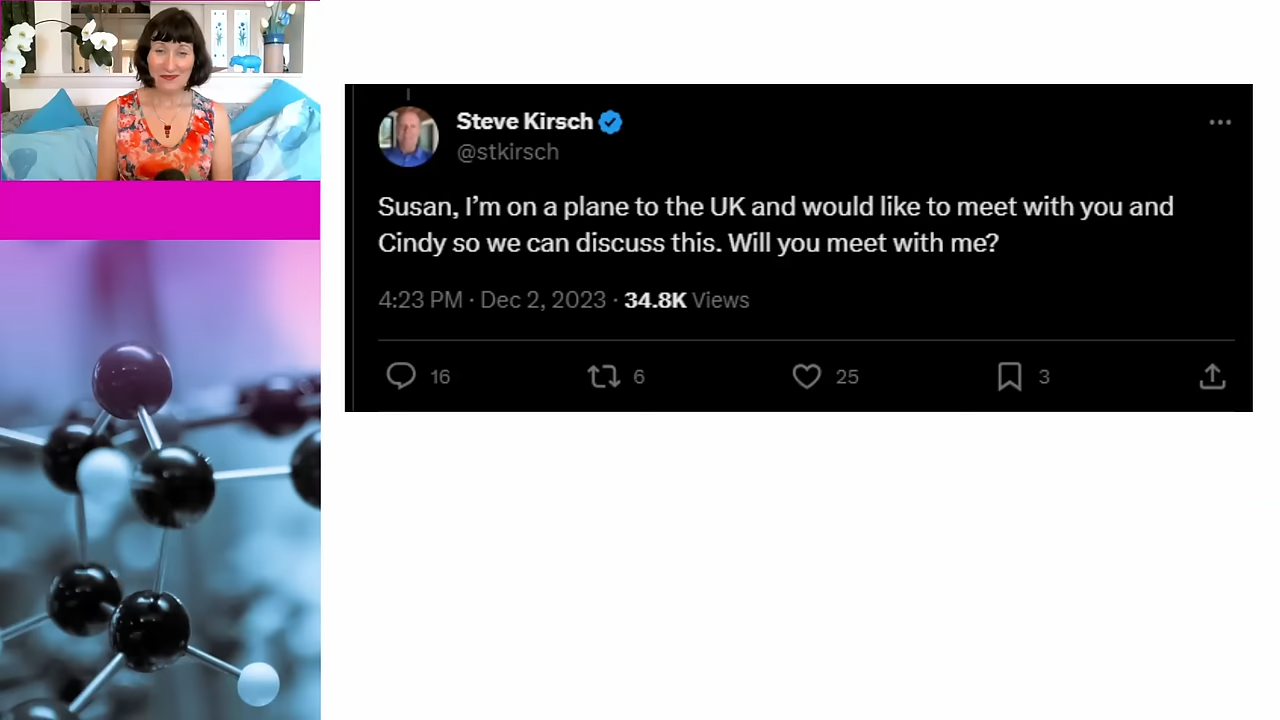 Steve Kirsch
@stkirsch
Susan, I’m on a plane to the UK and would like to meet with you and
Cindy so we can discuss this. Will you meet with me?
4:23 PM · Dec 2, 2023 · 34.8K Views
16 6 25 3